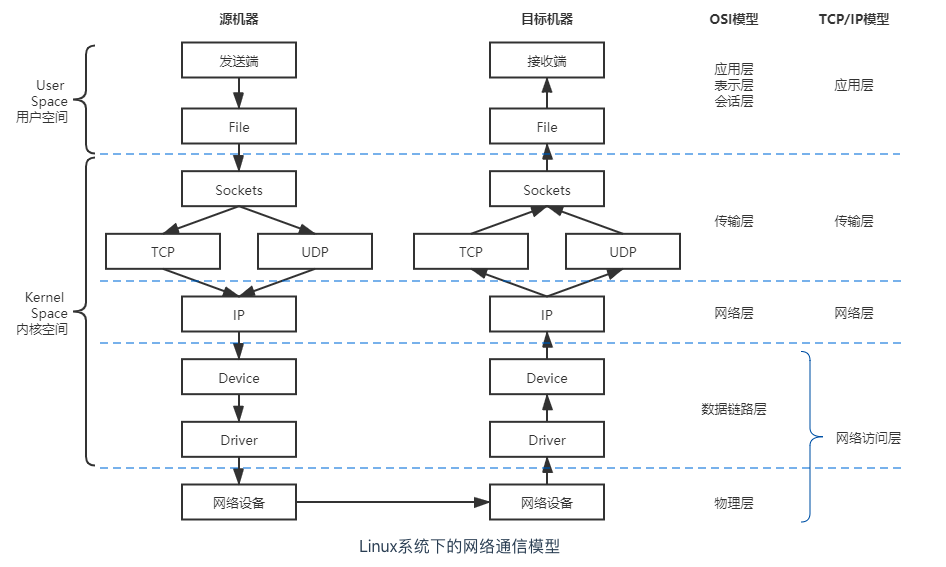 源机器 目标机器 OSI模型 TCP/IP模型
发送端 接收端
User
Space
用户空间
应用层
表示层
会话层
应用层
File File
Sockets Sockets
TCP UDP TCP UDP
传输层 传输层
Kernel
Space
内核空间
IP IP 网络层 网络层
Device Device
数据链路层
Driver Driver 网络访问层
网络设备 网络设备 物理层
Linux系统下的网络通信模型